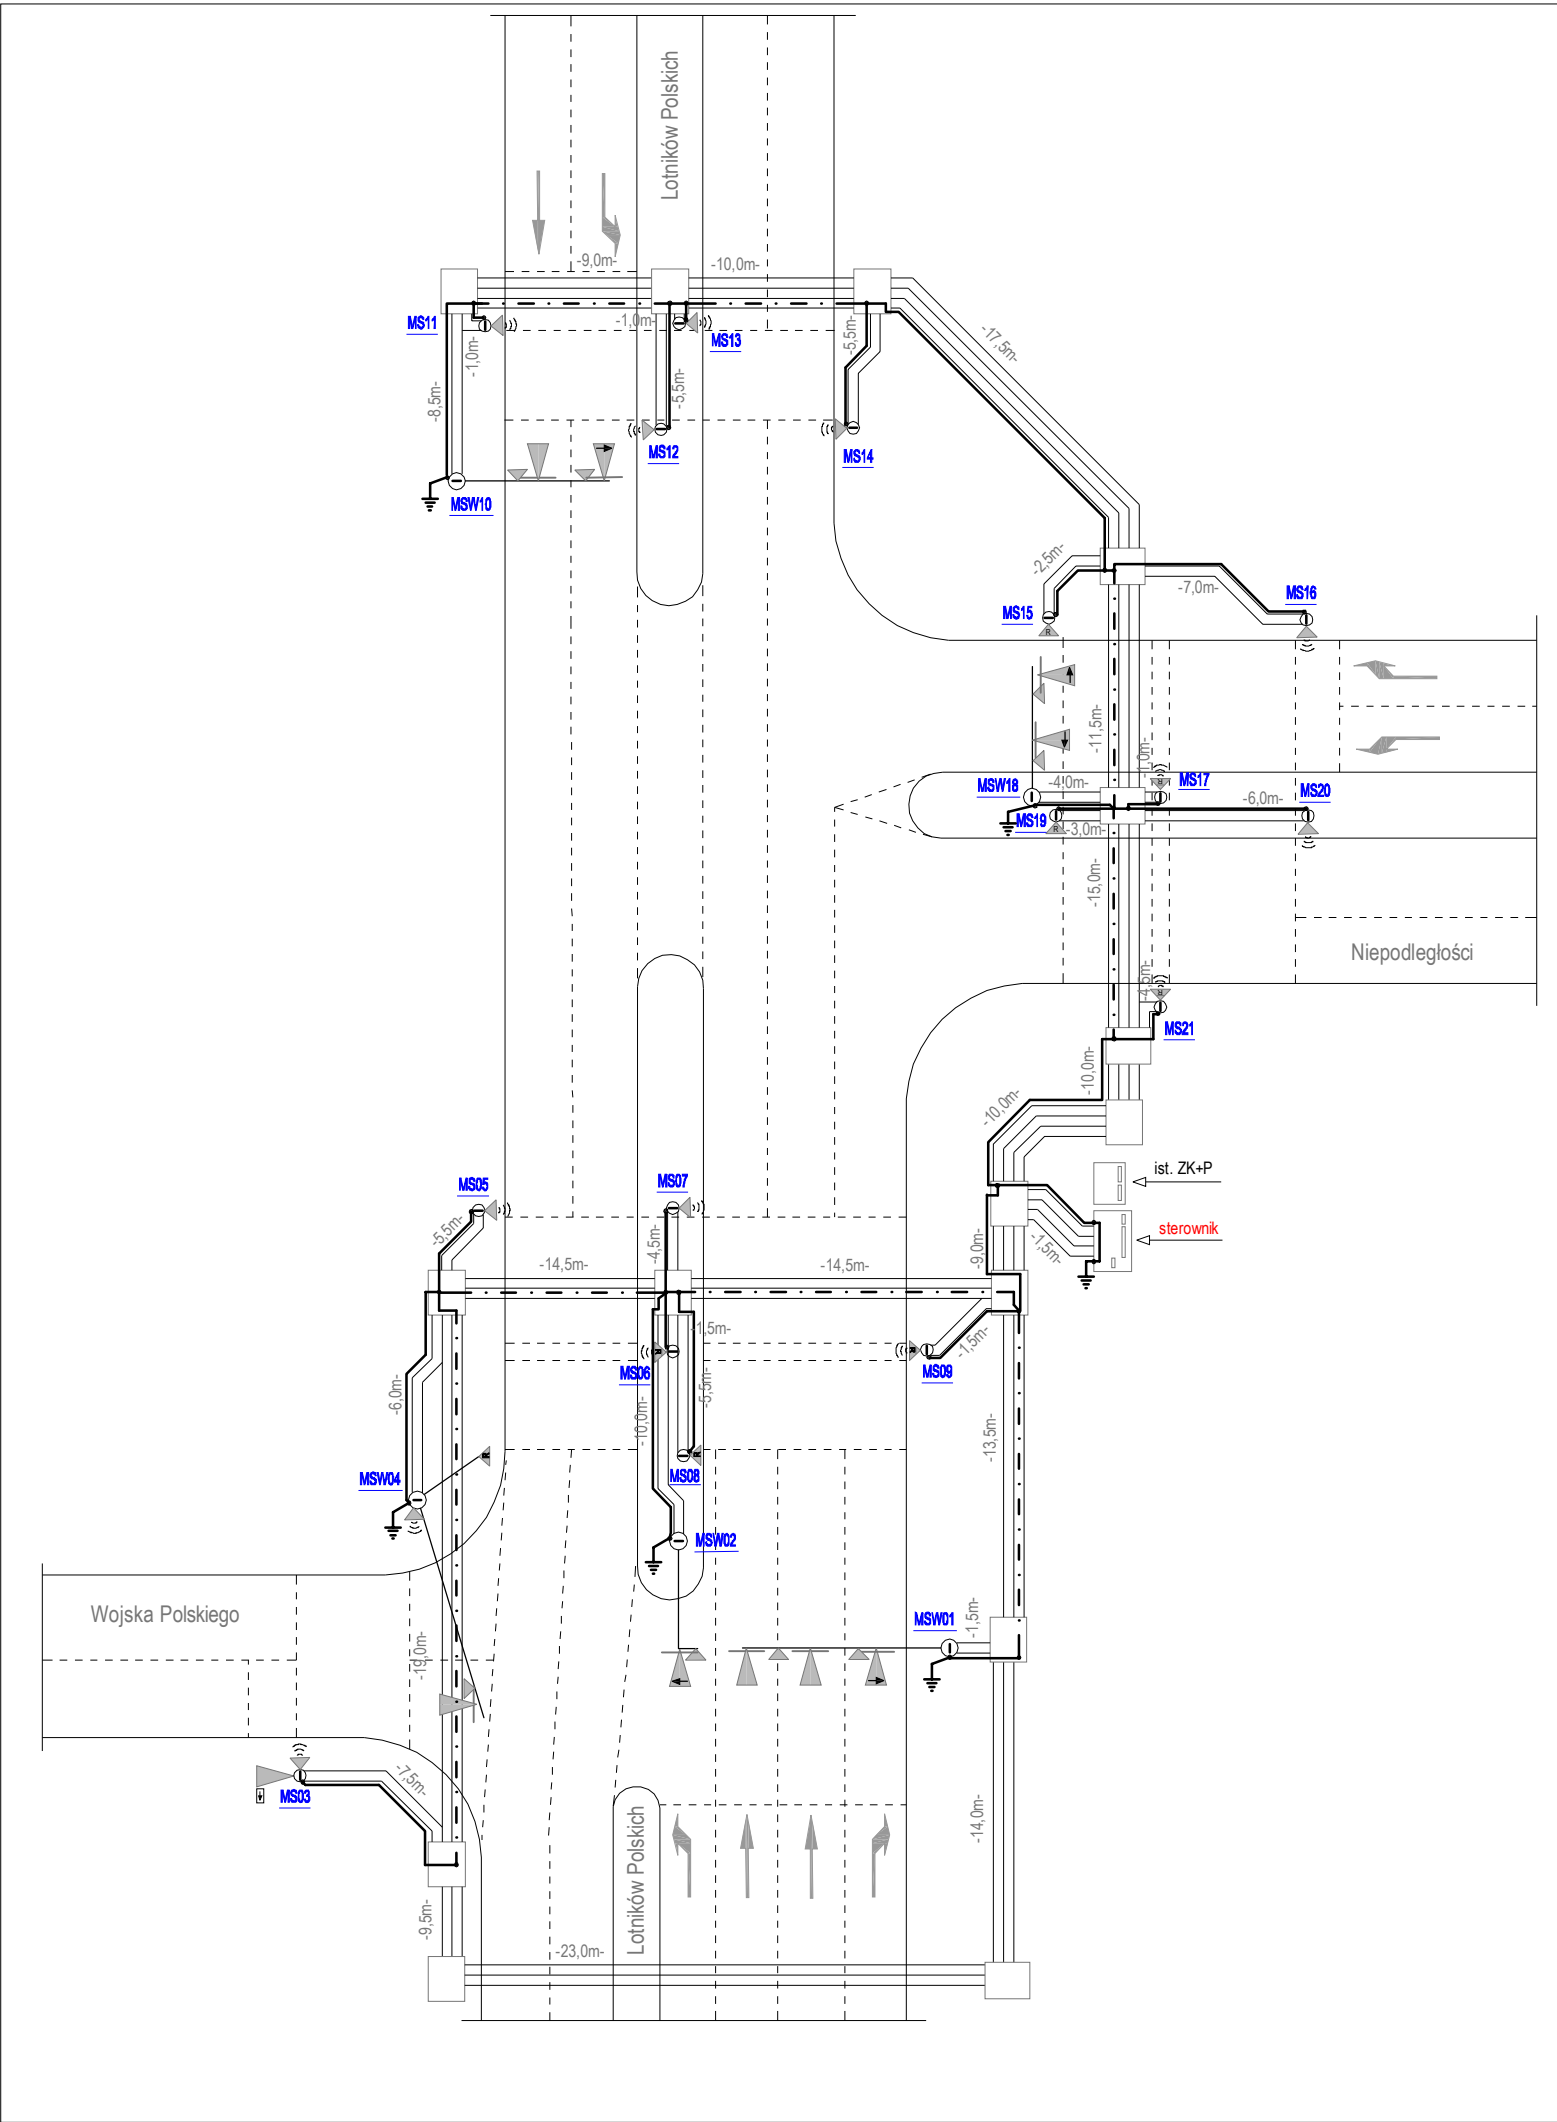 Lotników Polskich
-9,0m-
-10,0m-
MS11
-1,0m-
-1,0m-
MS13
-5,5m-
-17,5m-
-8,5m-
-5,5m-
MS12
MS14
MSW10
-2,5m-
-7,0m-
MS15
MS16
R
-11,5m-
-1,0m-
MSW18
-4,0m-
MS17
R
-6,0m-
MS20
MS19
R
-3,0m-
-15,0m-
Niepodległości
-4,5m-
R
MS21
-10,0m-
-10,0m-
ist. ZK+P
sterownik
MS05
MS07
-5,5m-
-4,5m-
-9,0m-
-1,5m-
-14,5m-
-14,5m-
-1,5m-
-1,5m-
R
MS06
R
MS09
-6,0m-
-10,0m-
-5,5m-
-13,5m-
R
R
MSW04
MS08
MSW02
Wojska Polskiego
MSW01
-1,5m-
-19,0m-
-7,5m-
MS03
-14,0m-
Lotników Polskich
-9,5m-
-23,0m-